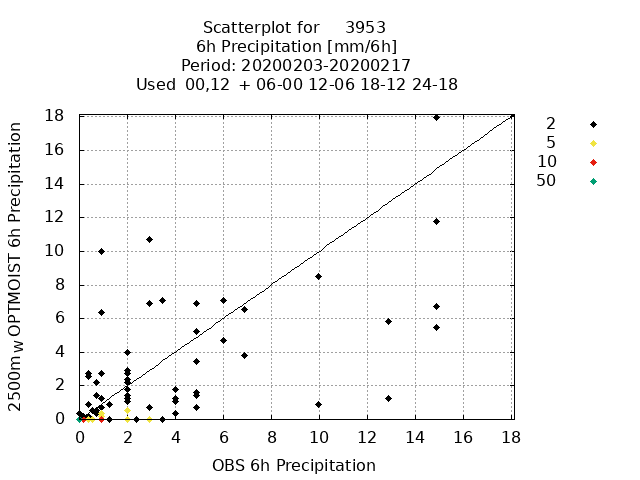 Scatterplot for 3953
6h Precipitation [mm/6h]
Period: 20200203-20200217
Used 00,12 + 06-00 12-06 18-12 24-18
2
5
10
50
18
16
14
12
10
8
6
4
2
0
2500m w OPTMOIST 6h Precipitation
0 2 4 6 8 10 12 14 16 18
OBS 6h Precipitation